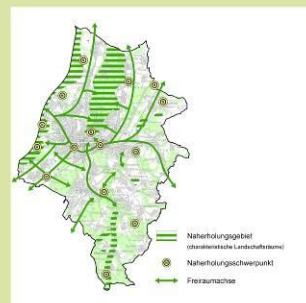 Naherholungsgebiet
(charakteristische Landschaftsräume)
Naherholungsschwerpunkt
Freiraumachse